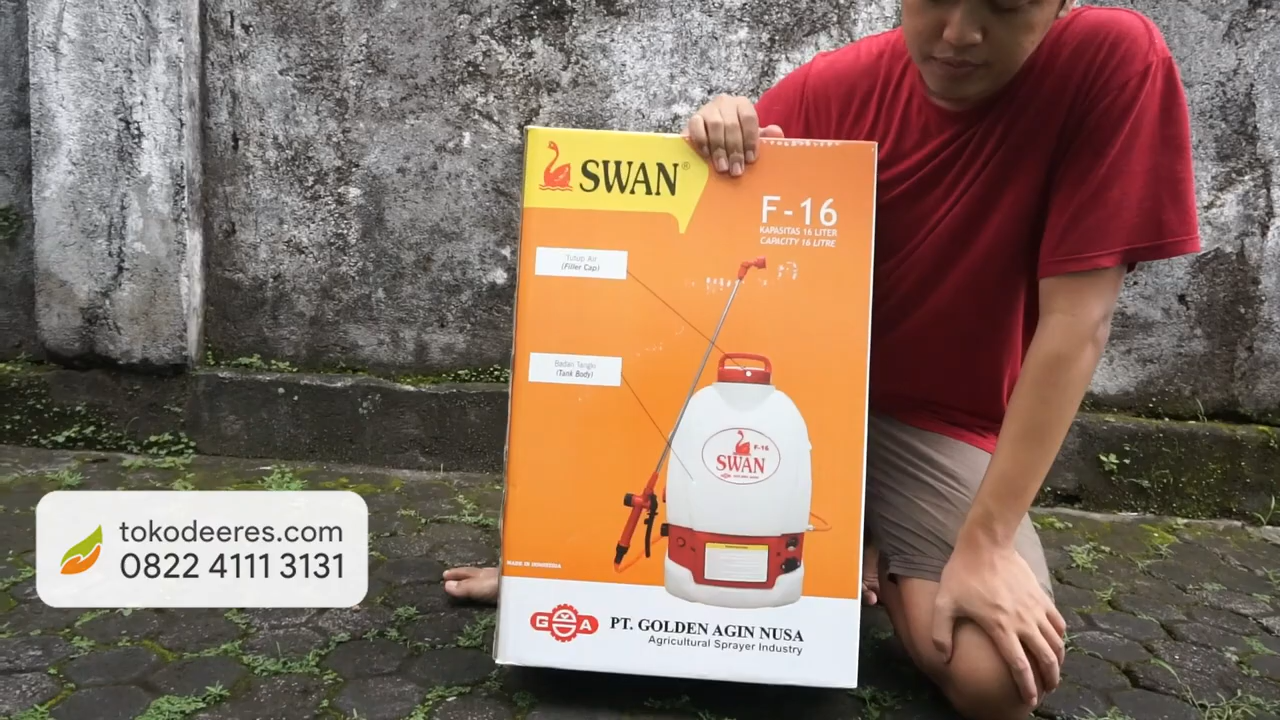 SWAN®
F-16
KAPASITAS 16 LITER
CAPACITY 16 LITRE
Tutup Air
(Filler Cap)
Badan Tangki
(Tank Body)
F-16
SWAN
MADE IN INDONESIA
GA
PT. GOLDEN AGIN NUSA
Agricultural Sprayer Industry
tokodeeres.com
0822 4111 3131